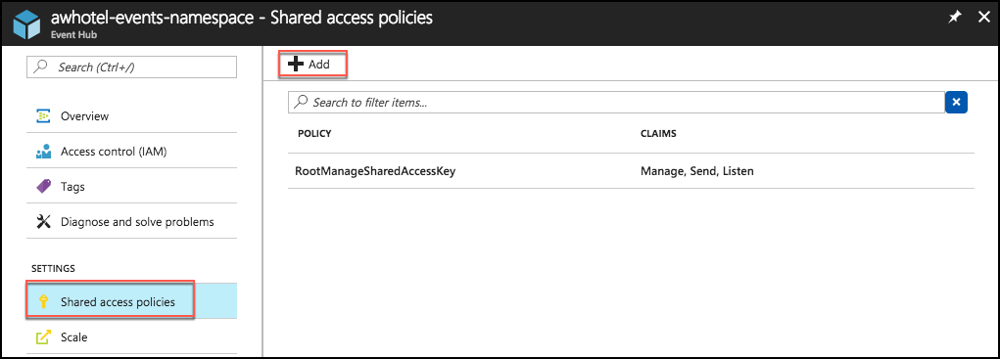 awhotel-events-namespace - Shared access policies
Event Hub
Search (Ctrl+/)
Overview
Access control (IAM)
Tags
Diagnose and solve problems
SETTINGS
Shared access policies
Scale
Add
Search to filter items...
POLICY CLAIMS
RootManageSharedAccessKey Manage, Send, Listen